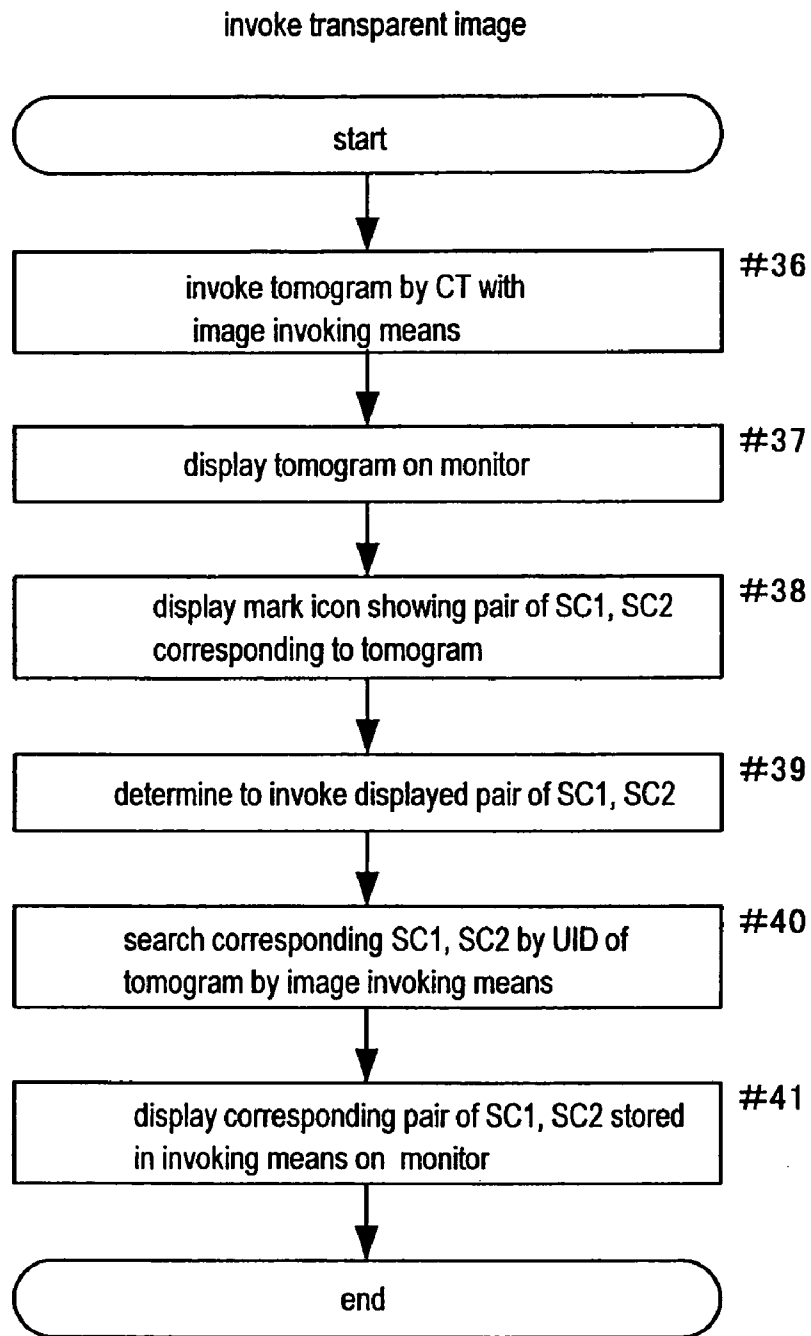 invoke transparent image
start
#36
invoke tomogram by CT with
image invoking means
#37
display tomogram on monitor
#38
display mark icon showing pair of SC1, SC2
corresponding to tomogram
#39
determine to invoke displayed pair of SC1, SC2
#40
search corresponding SC1, SC2 by UID of
tomogram by image invoking means
#41
display corresponding pair of SC1, SC2 stored
in invoking means on monitor
end